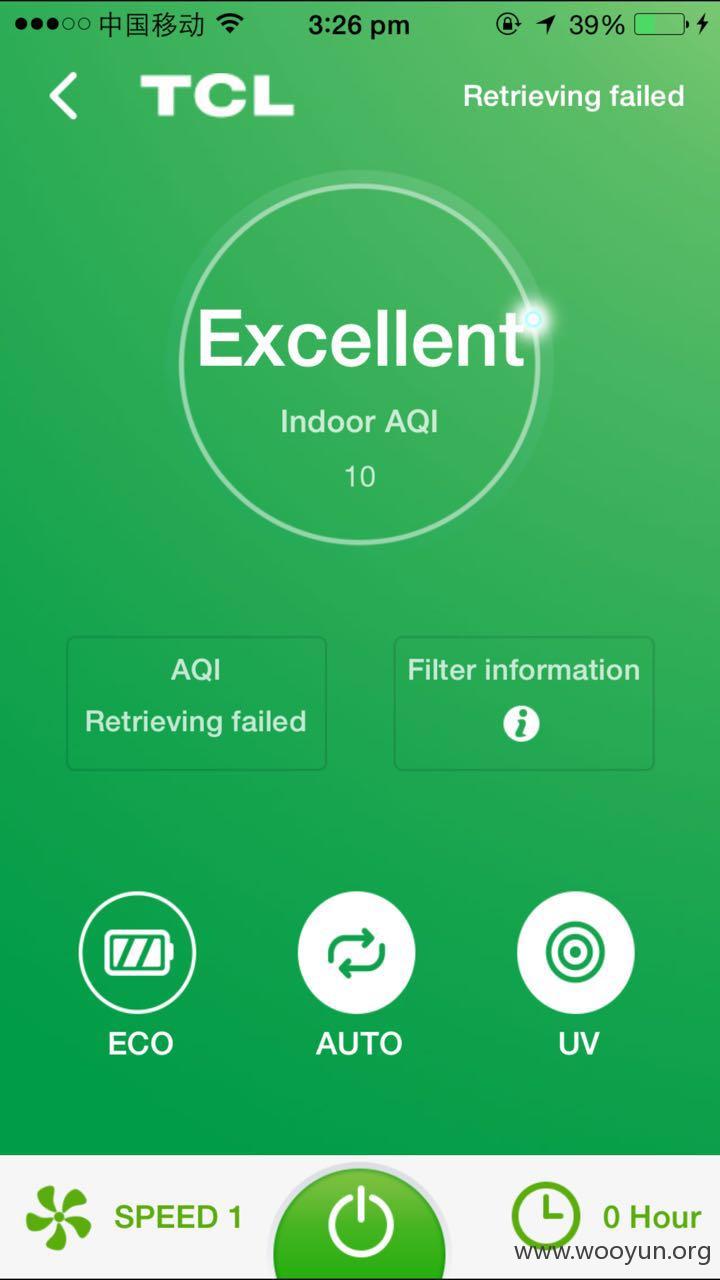 中国移动 3:26 pm 39%
TCL Retrieving failed
Excellent
Indoor AQI
10
AQI Filter information
Retrieving failed
ECO AUTO UV
SPEED 1 0 Hour
www.wooyun.org